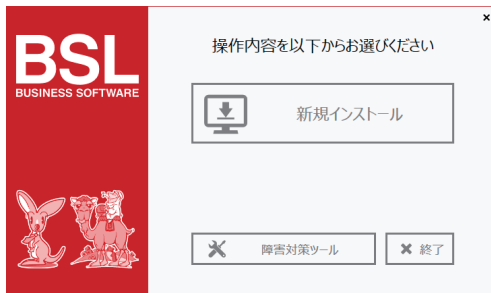 BSL
BUSINESS SOFTWARE
操作内容を以下からお選びください
新規インストール
障害対策ツール
終了